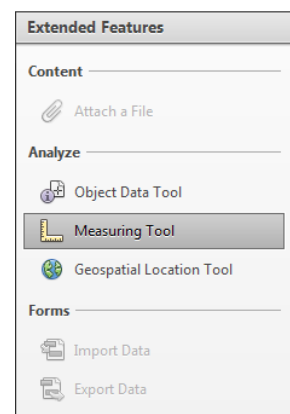 Extended Features
Content
Attach a File
Analyze
Object Data Tool
Measuring Tool
Geospatial Location Tool
Forms
Import Data
Export Data